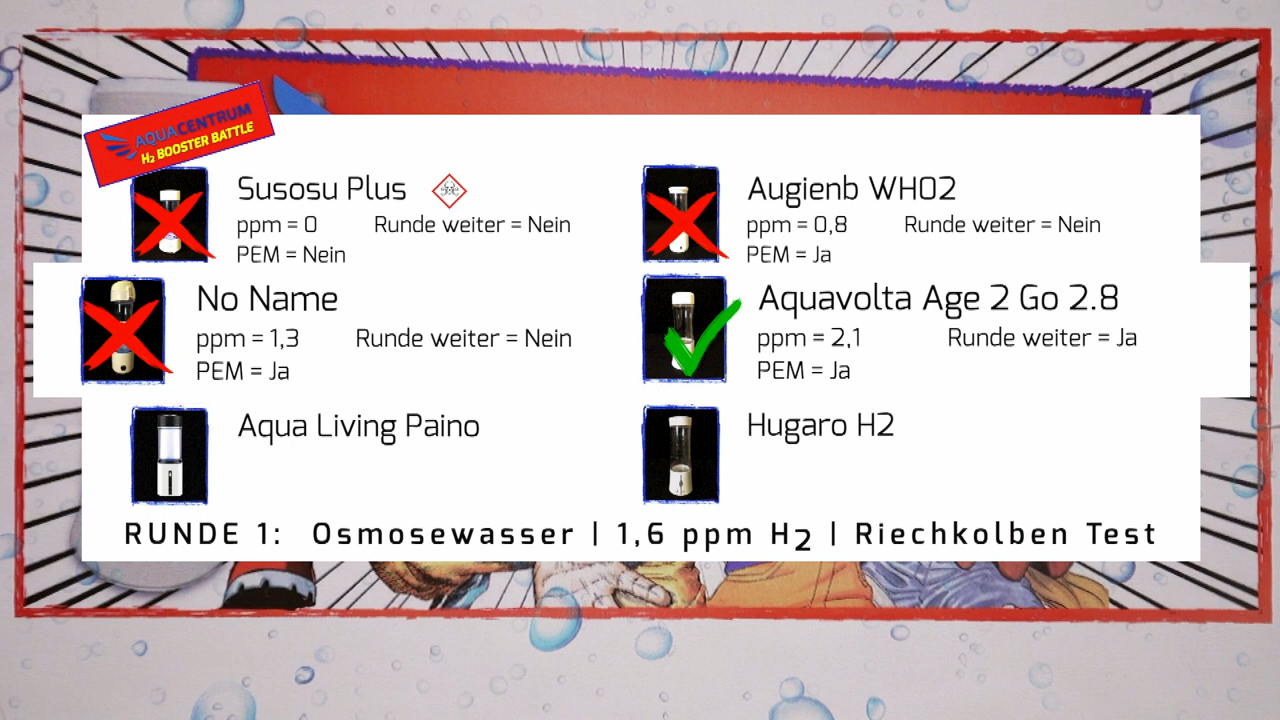 AQUACENTRUM
H2 BOOSTER BATTLE
Susosu Plus
ppm = 0 Runde weiter = Nein
PEM = Nein
Augienb WHO2
ppm = 0,8 Runde weiter = Nein
PEM = Ja
No Name
ppm = 1,3 Runde weiter = Nein
PEM = Ja
Aquavolta Age 2 Go 2.8
ppm = 2,1 Runde weiter = Ja
PEM = Ja
Aqua Living Paino
Hugaro H2
RUNDE 1: Osmosewasser | 1,6 ppm H2 | Riechkolben Test